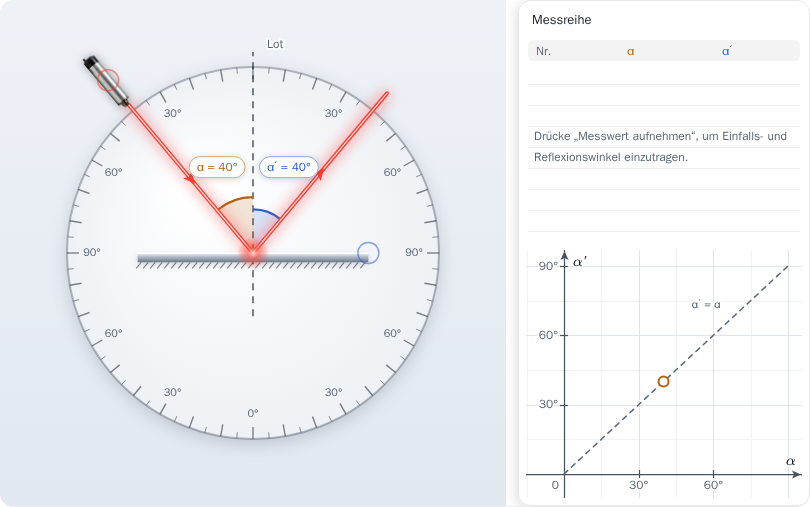 Lot
30°
30°
60°
60°
α = 40°
α′ = 40°
90°
90°
60°
60°
30°
30°
0°
Messreihe
Nr.
α
α′
Drücke „Messwert aufnehmen“, um Einfalls- und
Reflexionswinkel einzutragen.
α′
90°
α′ = α
60°
30°
α
0
30°
60°